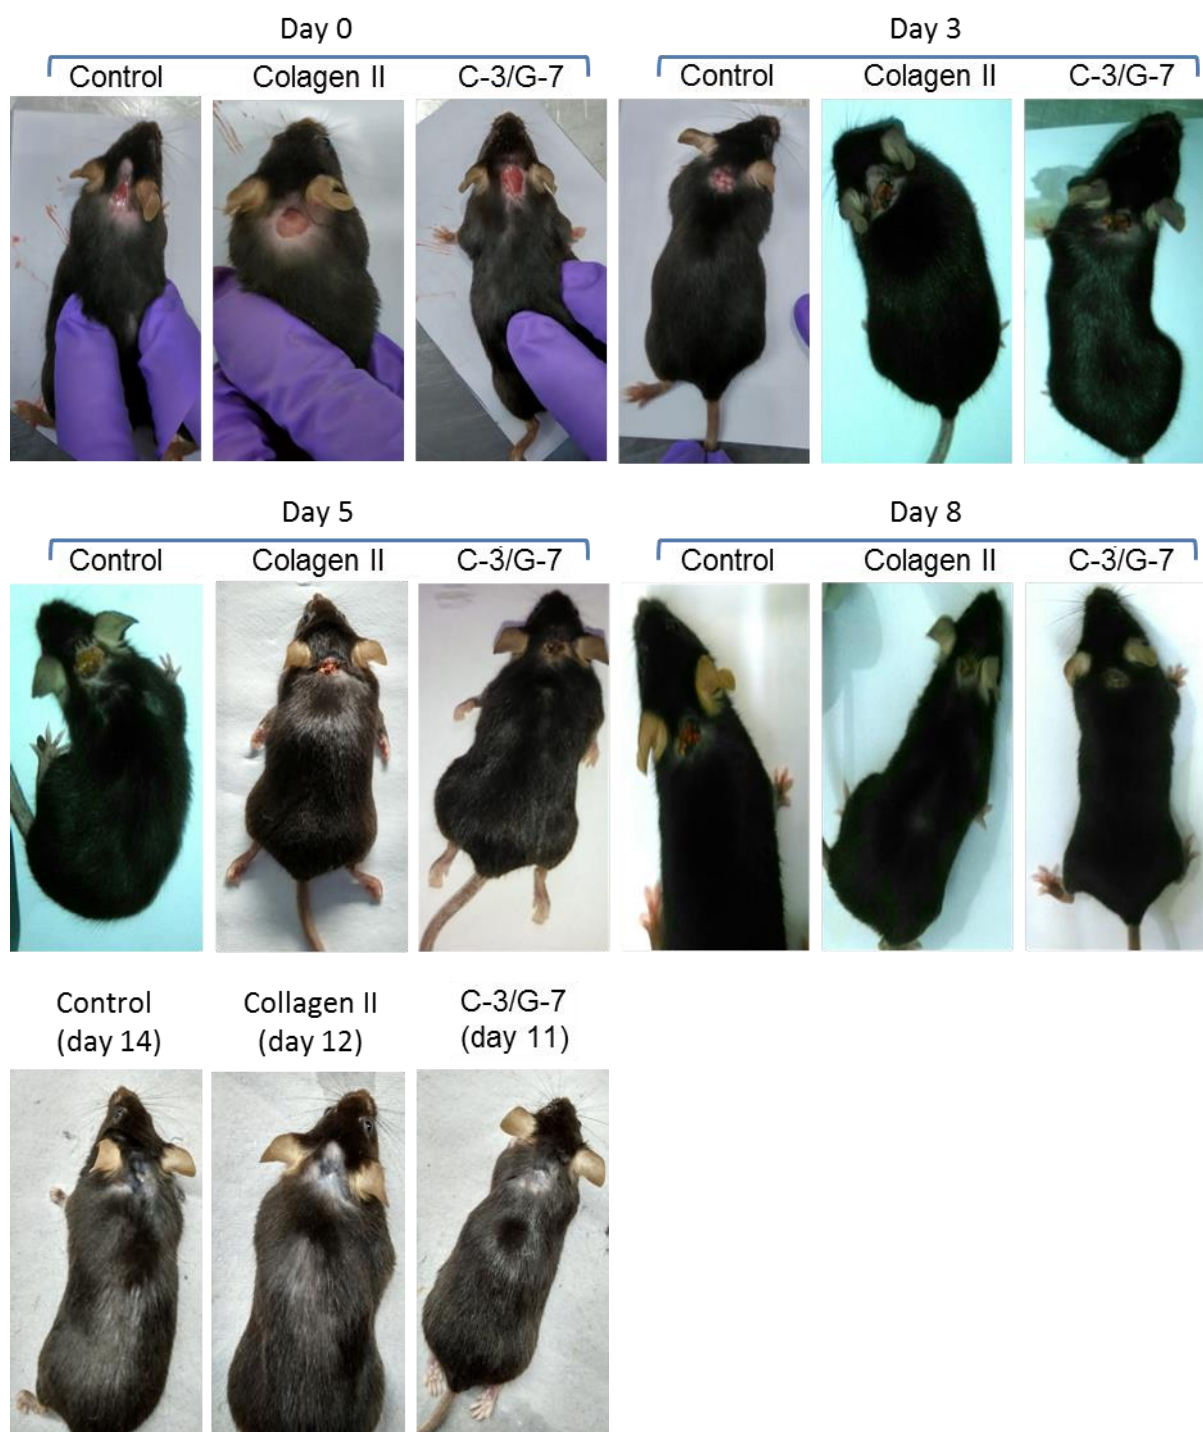 Day 0
Day 3
Control
Colagen II
C-3/G-7
Control
Colagen II
C-3/G-7
Day 5
Day 8
Control
Colagen II
C-3/G-7
Control
Colagen II
C-3/G-7
Control
(day 14)
Collagen II
(day 12)
C-3/G-7
(day 11)